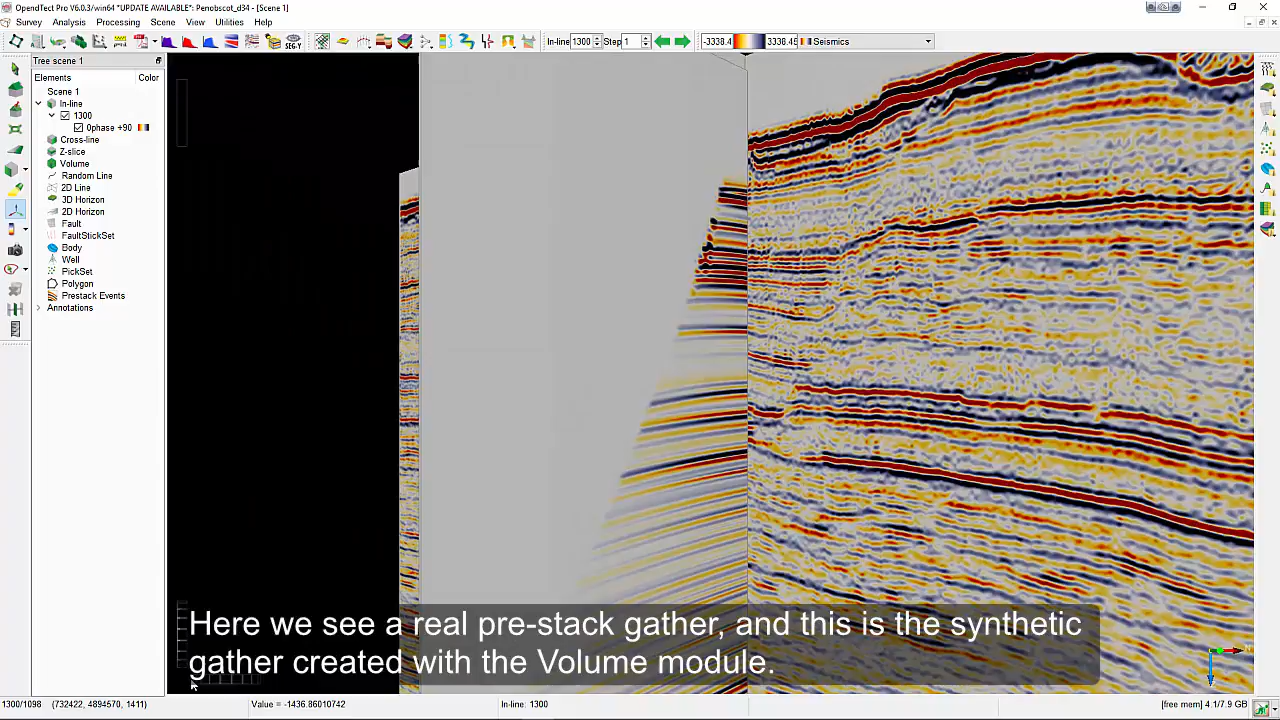 OpendTect Pro V6.0.3/win64 *UPDATE AVAILABLE*: Penobscot_d34 - [Scene 1]
Survey Analysis Processing Scene View Utilities Help
SEG-Y In-line 1300 Step 1 -3338.4 3338.46 Seismics
Tree scene 1
Elements Color
Scene 1
In-line
1300
0phase +90
Cross-line
Z-slice
Volume
Random Line
2D Line
3D Horizon
2D Horizon
Fault
FaultStickSet
Body
Well
PickSet
Polygon
Prestack Events
Annotations
Here we see a real pre-stack gather, and this is the synthetic
gather created with the Volume module.
1300/1098 (732422, 4894570, 1411) Value = -1436.86010742 In-line: 1300 [free mem] 4.1/7.9 GB